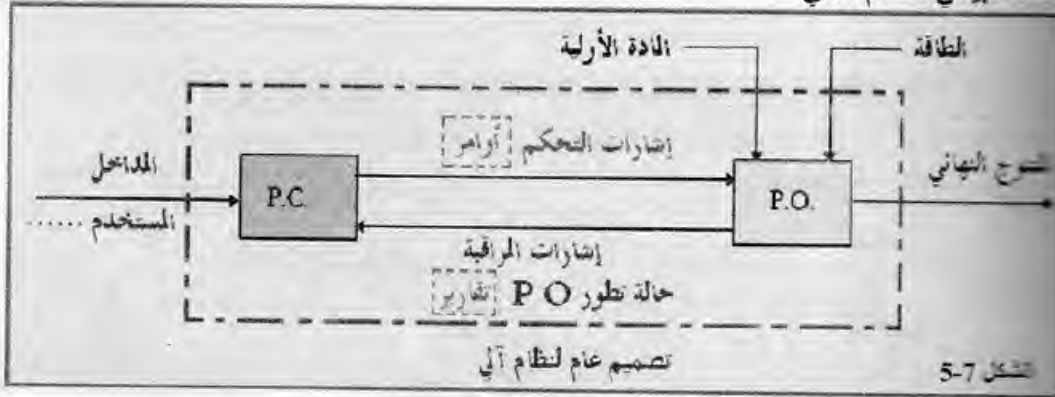 المادة الأولية
الطاقة
إشارات التحكم أوامر
المداخل
المستخدم ......
P.C.
P.O.
النهائي
إشارات المراقبة
حالة تطور P O تقارير
تصميم عام لنظام آلي
5-7